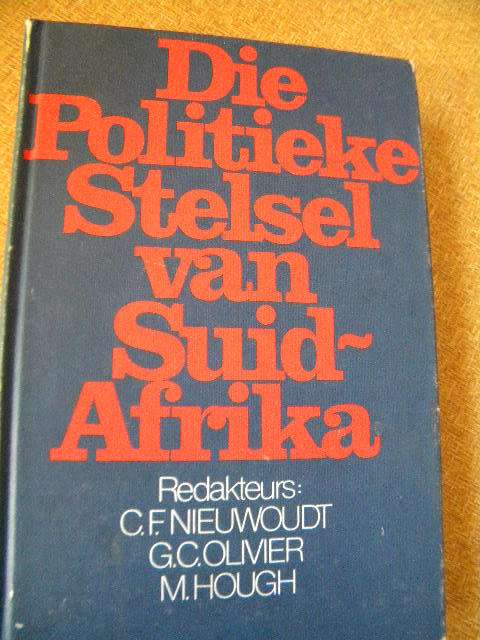 Die
Politieke
Stelsel
van
Suid-
Afrika
Redakteurs:
C.F. NIEUWOUDT
G.C. OLIVIER
M. HOUGH